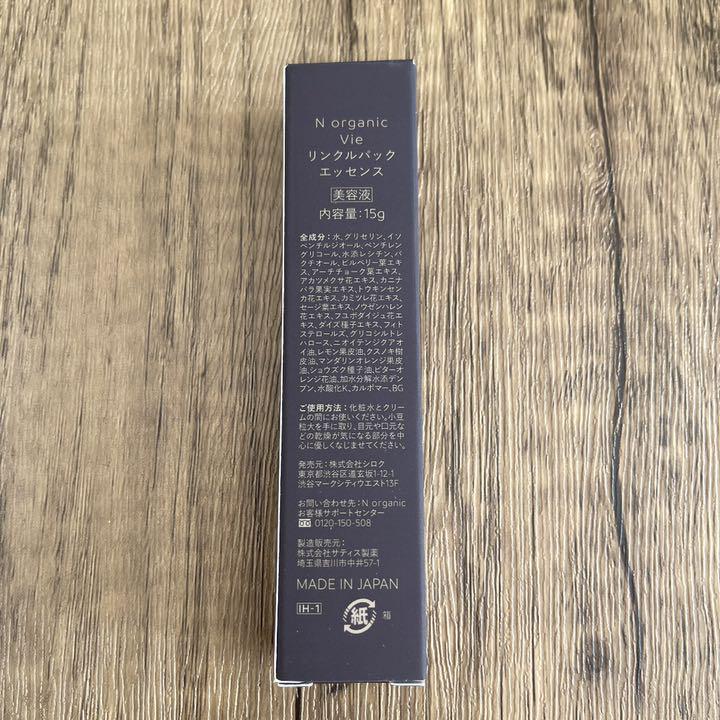 N organic
Vie
リンクルパック
エッセンス
美容液
内容量：15g
全成分：水、グリセリン、イソ
ペンチルジオール、ペンチレン
グリコール、水添レシチン、バ
クチオール、ビルベリー葉エキ
ス、アーチチョーク葉エキス、
アカツメクサ花エキス、カニナ
バラ果実エキス、トウキンセン
カ花エキス、カミツレ花エキス、
セージ葉エキス、ノウゼンハレン
花エキス、フユボダイジュ花エ
キス、ダイズ種子エキス、フィト
ステロールズ、グリコシルトレ
ハロース、ニオイテンジクアオ
イ油、レモン果皮油、クスノキ樹
皮油、マンダリンオレンジ果皮
油、ショウズク種子油、ビターオ
レンジ花油、加水分解水添デン
プン、水酸化K、カルボマー、BG
ご使用方法：化粧水とクリー
ムの間にお使いください。小豆
粒大を手に取り、目元や口元な
どの乾燥が気になる部分を中
心に優しくなじませてください。
発売元：株式会社シロク
東京都渋谷区道玄坂1-12-1
渋谷マークシティウエスト13F
お問い合わせ先：N organic
お客様サポートセンター
0120-150-508
製造販売元：
株式会社サティス製薬
埼玉県吉川市中井57-1
MADE IN JAPAN
IH-1
紙
箱